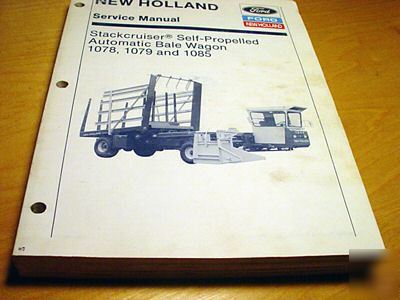 NEW HOLLAND
Service Manual
Ford
FORD
NEW HOLLAND
Stackcruiser® Self-Propelled
Automatic Bale Wagon
1078, 1079 and 1085